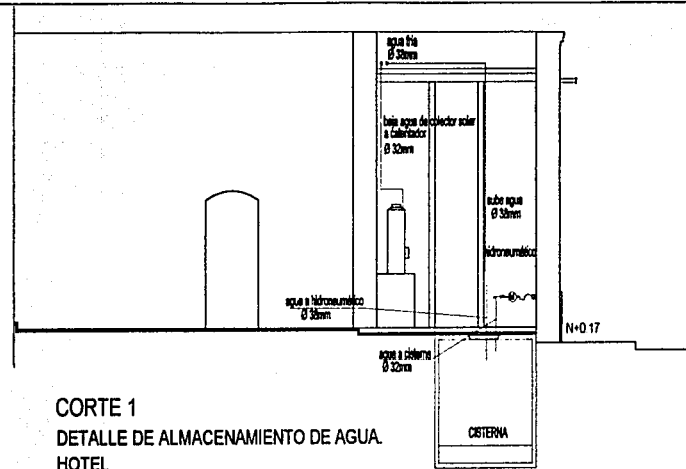 agua fria
Ø 38mm
baja agua de colector solar
a calentador
Ø 32mm
sube agua
Ø 38mm
hidroneumático
agua a hidroneumático
Ø 38mm
N+0 17
agua a cisterna
Ø 32mm
CISTERNA
CORTE 1
DETALLE DE ALMACENAMIENTO DE AGUA.
HOTEL